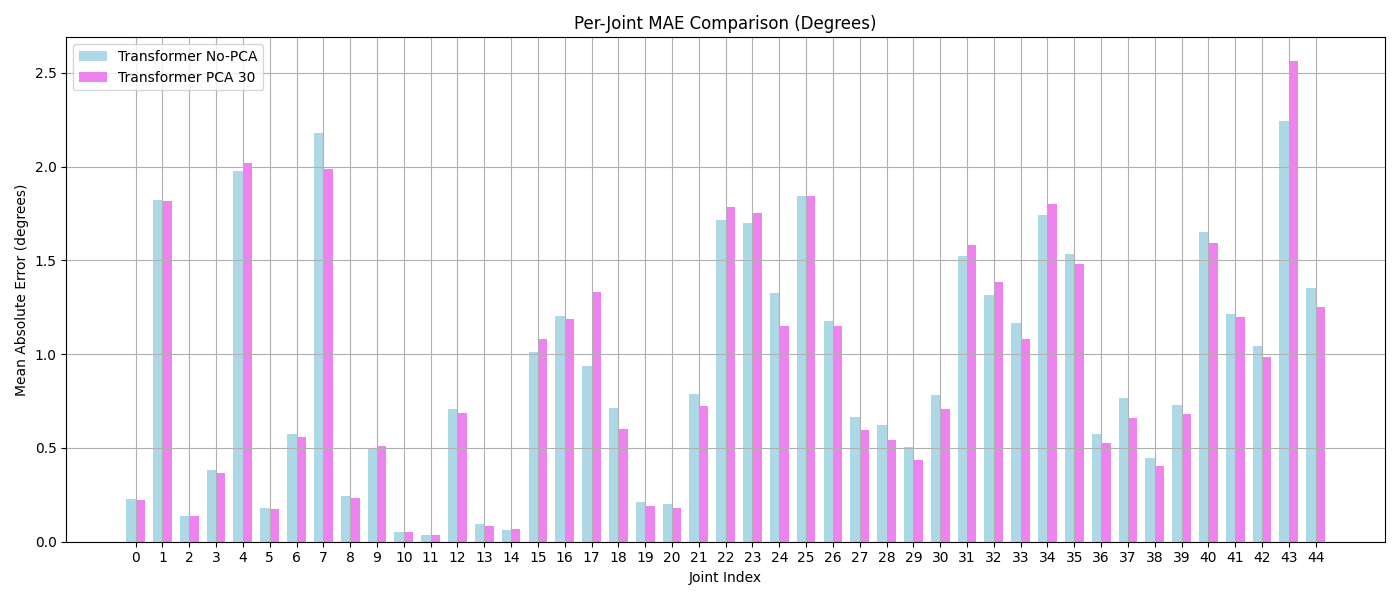 Per-Joint MAE Comparison (Degrees)
Transformer No-PCA
Transformer PCA 30
Mean Absolute Error (degrees)
2.5
2.0
1.5
1.0
0.5
0.0
0 1 2 3 4 5 6 7 8 9 10 11 12 13 14 15 16 17 18 19 20 21 22 23 24 25 26 27 28 29 30 31 32 33 34 35 36 37 38 39 40 41 42 43 44
Joint Index